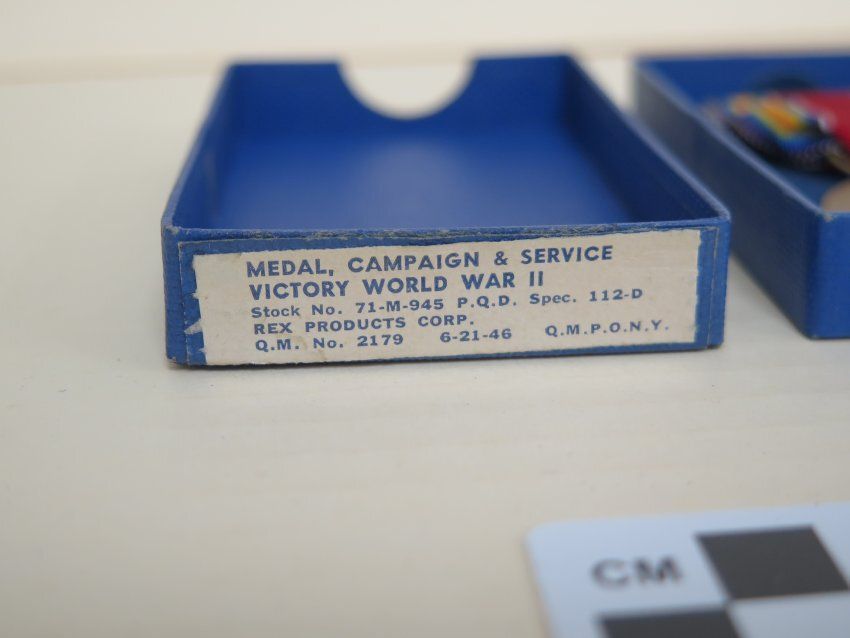 MEDAL, CAMPAIGN & SERVICE
VICTORY WORLD WAR II
Stock No. 71-M-945 P.Q.D. Spec. 112-D
REX PRODUCTS CORP.
Q.M. No. 2179 6-21-46 Q.M.P.O.N.Y.
CM